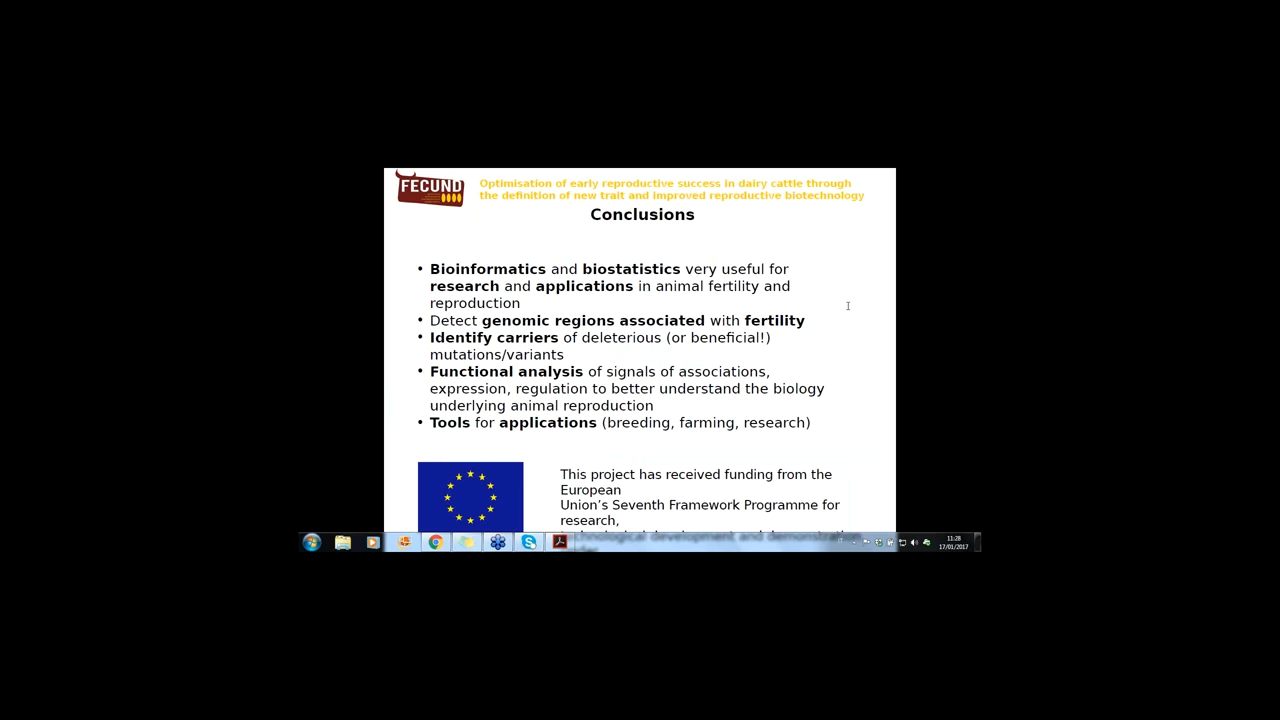 FECUND
Optimisation of early reproductive success in dairy cattle through
the definition of new trait and improved reproductive biotechnology
Conclusions
• Bioinformatics and biostatistics very useful for
research and applications in animal fertility and
reproduction
• Detect genomic regions associated with fertility
• Identify carriers of deleterious (or beneficial!)
mutations/variants
• Functional analysis of signals of associations,
expression, regulation to better understand the biology
underlying animal reproduction
• Tools for applications (breeding, farming, research)
This project has received funding from the
European
Union’s Seventh Framework Programme for
research,
technological development and
11:28
17/01/2017